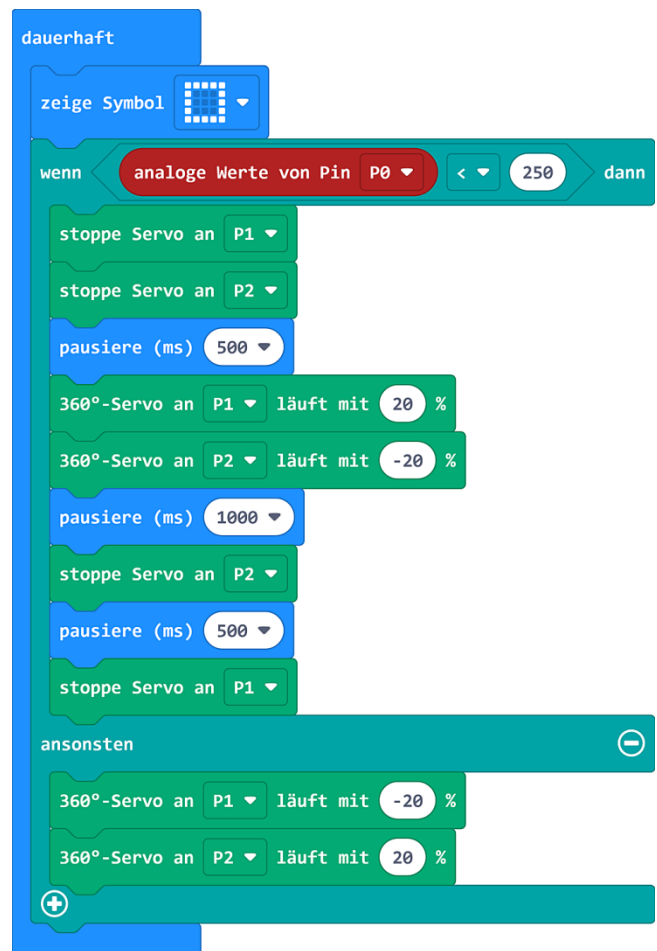 dauerhaft
zeige Symbol
wenn analoge Werte von Pin P0 < 250 dann
stoppe Servo an P1
stoppe Servo an P2
pausiere (ms) 500
360°-Servo an P1 läuft mit 20 %
360°-Servo an P2 läuft mit -20 %
pausiere (ms) 1000
stoppe Servo an P2
pausiere (ms) 500
stoppe Servo an P1
ansonsten
360°-Servo an P1 läuft mit -20 %
360°-Servo an P2 läuft mit 20 %